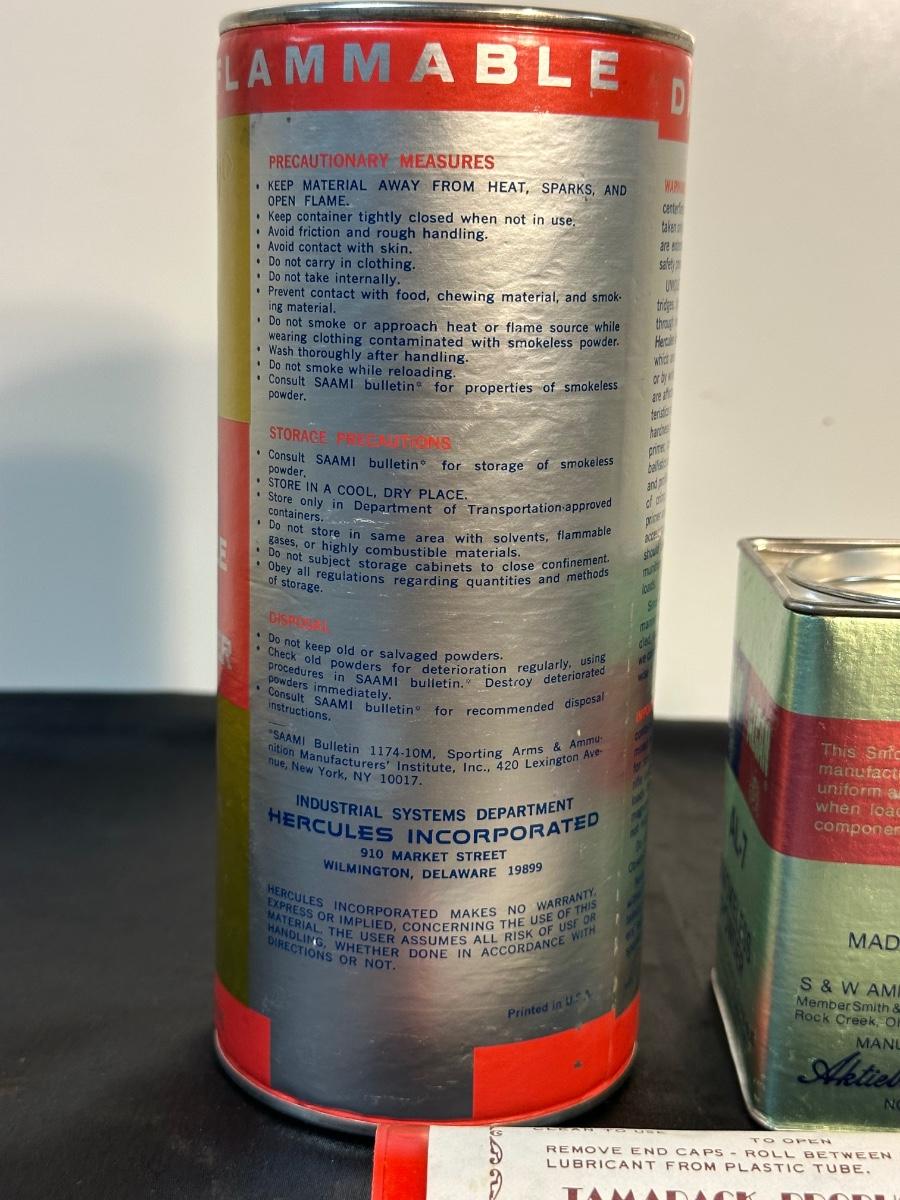 FLAMMABLE
PRECAUTIONARY MEASURES
• KEEP MATERIAL AWAY FROM HEAT, SPARKS, AND
OPEN FLAME.
• Keep container tightly closed when not in use.
• Avoid friction and rough handling.
• Avoid contact with skin.
• Do not carry in clothing.
• Do not take internally.
• Prevent contact with food, chewing material, and smok-
ing material.
• Do not smoke or approach heat or flame source while
wearing clothing contaminated with smokeless powder.
• Wash thoroughly after handling.
• Do not smoke while reloading.
• Consult SAAMI bulletin* for properties of smokeless
powder.
STORAGE PRECAUTIONS
• Consult SAAMI bulletin* for storage of smokeless
powder.
• STORE IN A COOL, DRY PLACE.
• Store only in Department of Transportation-approved
containers.
• Do not store in same area with solvents, flammable
gases, or highly combustible materials.
• Do not subject storage cabinets to close confinement.
• Obey all regulations regarding quantities and methods
of storage.
DISPOSAL
• Do not keep old or salvaged powders.
• Check old powders for deterioration regularly, using
procedures in SAAMI bulletin.* Destroy deteriorated
powders immediately.
• Consult SAAMI bulletin* for recommended disposal
instructions.
*SAAMI Bulletin 1174-10M, Sporting Arms & Ammu-
nition Manufacturers' Institute, Inc., 420 Lexington Ave-
nue, New York, NY 10017.
INDUSTRIAL SYSTEMS DEPARTMENT
HERCULES INCORPORATED
910 MARKET STREET
WILMINGTON, DELAWARE 19899
HERCULES INCORPORATED MAKES NO WARRANTY,
EXPRESS OR IMPLIED, CONCERNING THE USE OF THIS
MATERIAL. THE USER ASSUMES ALL RISK OF USE OR
HANDLING, WHETHER DONE IN ACCORDANCE WITH
DIRECTIONS OR NOT.
Printed in U.S.A.
AL-7
This
uniform
when
MAD
S & W
Member Smith &
Rock Creek,
TO OPEN
REMOVE END CAPS - ROLL BETWEEN
LUBRICANT FROM PLASTIC TUBE.
TAMARACK